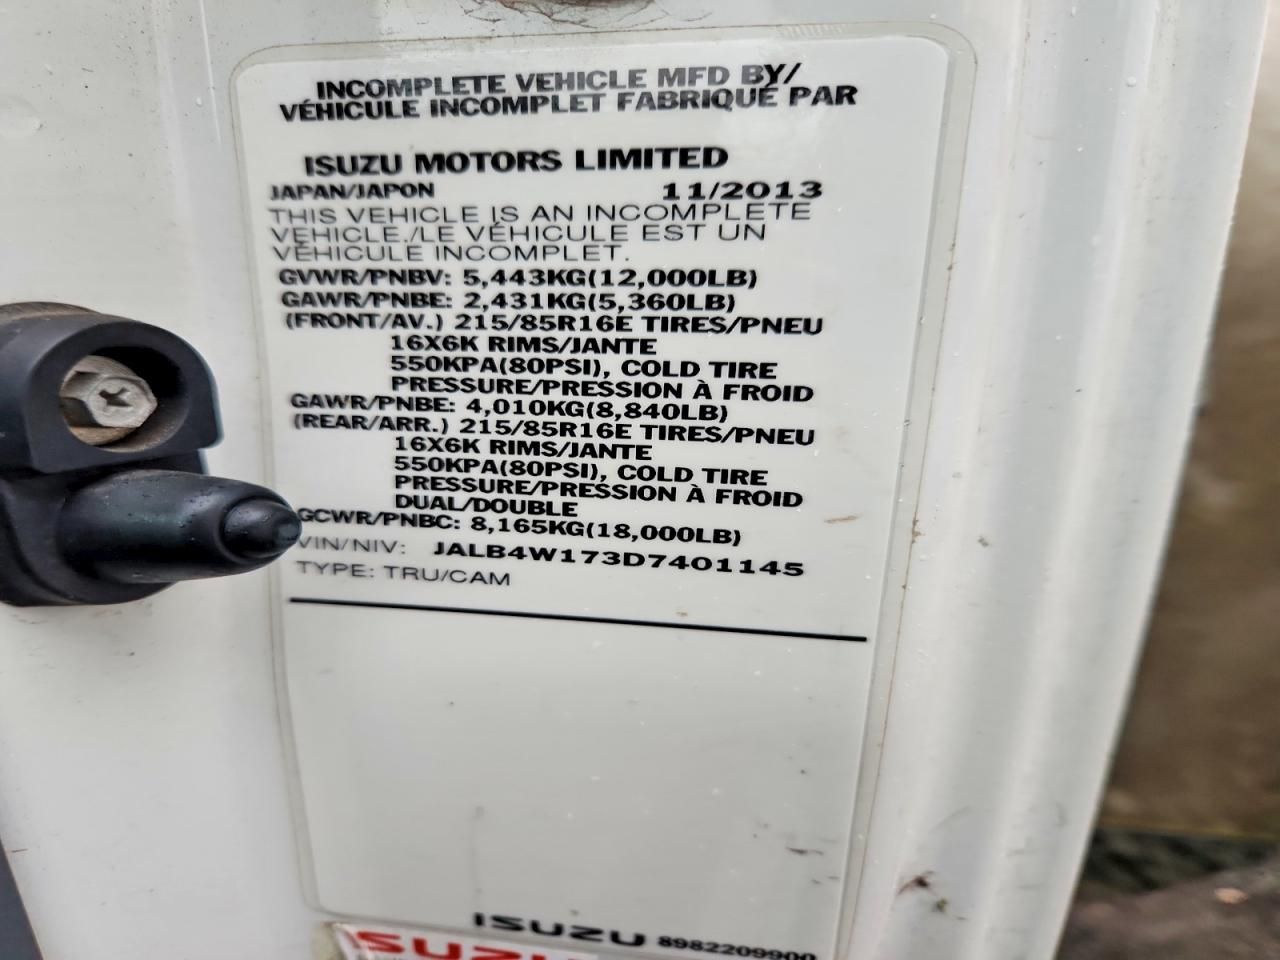 INCOMPLETE VEHICLE MFD BY/
VÉHICULE INCOMPLET FABRIQUÉ PAR
ISUZU MOTORS LIMITED
JAPAN/JAPON 11/2013
THIS VEHICLE IS AN INCOMPLETE
VEHICLE./LE VÉHICULE EST UN
VÉHICULE INCOMPLET.
GVWR/PNBV: 5,443KG(12,000LB)
GAWR/PNBE: 2,431KG(5,360LB)
(FRONT/AV.) 215/85R16E TIRES/PNEU
16X6K RIMS/JANTE
550KPA(80PSI), COLD TIRE
PRESSURE/PRESSION À FROID
GAWR/PNBE: 4,010KG(8,840LB)
(REAR/ARR.) 215/85R16E TIRES/PNEU
16X6K RIMS/JANTE
550KPA(80PSI), COLD TIRE
PRESSURE/PRESSION À FROID
DUAL/DOUBLE
GCWR/PNBC: 8,165KG(18,000LB)
VIN/NIV: JALB4W173D7401145
TYPE: TRU/CAM
ISUZU 8982209900
ISUZU